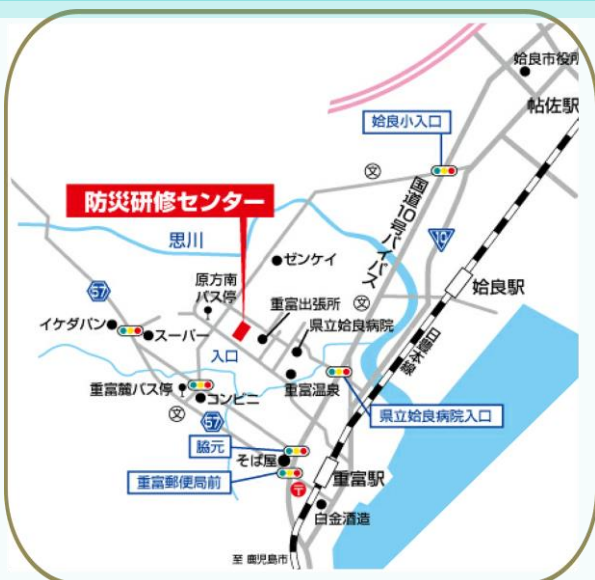 姶良市役所
帖佐駅
姶良小入口
文
防災研修センター
国道10号バイパス
思川
10
ゼンケイ
57
原方南
バス停
姶良駅
文
重富出張所
イケダパン
スーパー
県立姶良病院
日豊本線
入口
重富麓バス停
コンビニ
重富温泉
文
県立姶良病院入口
57
脇元
そば屋
重富駅
重富郵便局前
〒
白金酒造
至 鹿児島市